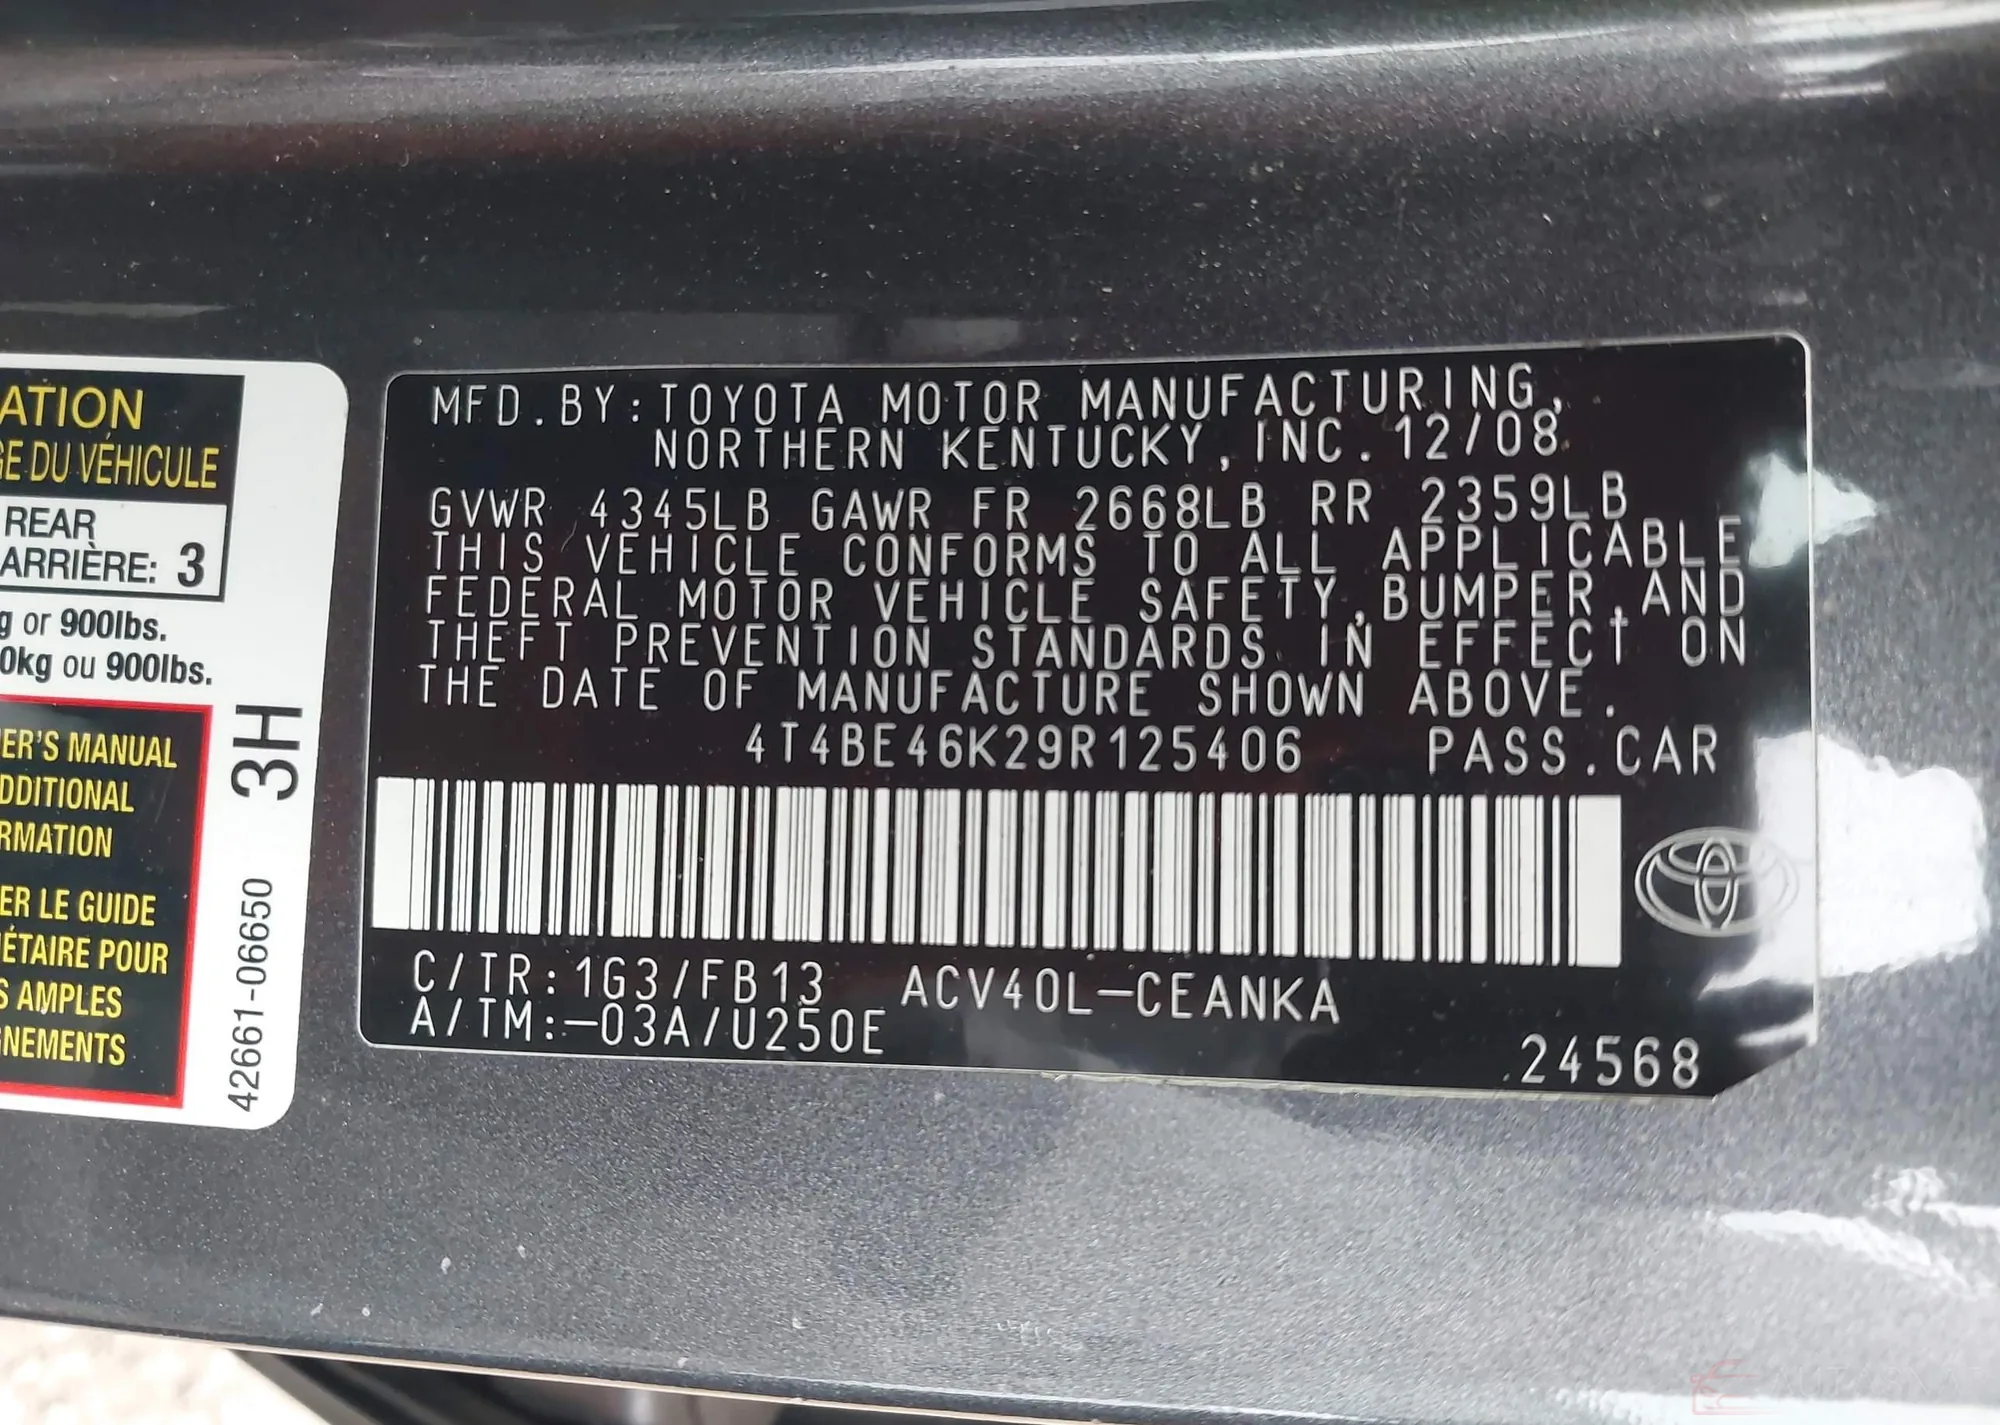 ATION
GE DU VÉHICULE
REAR
ARRIÈRE: 3
g or 900lbs.
0kg ou 900lbs.
ER'S MANUAL
DDITIONAL
RMATION
ER LE GUIDE
ÉTAIRE POUR
S AMPLES
GNEMENTS
3H
42661-06650
MFD.BY:TOYOTA MOTOR MANUFACTURING,
NORTHERN KENTUCKY, INC. 12/08
GVWR 4345LB GAWR FR 2668LB RR 2359LB
THIS VEHICLE CONFORMS TO ALL APPLICABLE
FEDERAL MOTOR VEHICLE SAFETY,BUMPER,AND
THEFT PREVENTION STANDARDS IN EFFECT ON
THE DATE OF MANUFACTURE SHOWN ABOVE.
4T4BE46K29R125406 PASS.CAR
C/TR:1G3/FB13 ACV40L-CEANKA
A/TM:-03A/U250E
24568